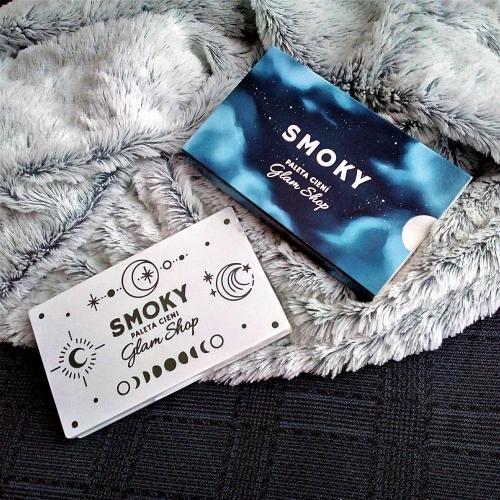 SMOKY
PALETA CIENI
Glam Shop
SMOKY
PALETA CIENI
Glam Shop